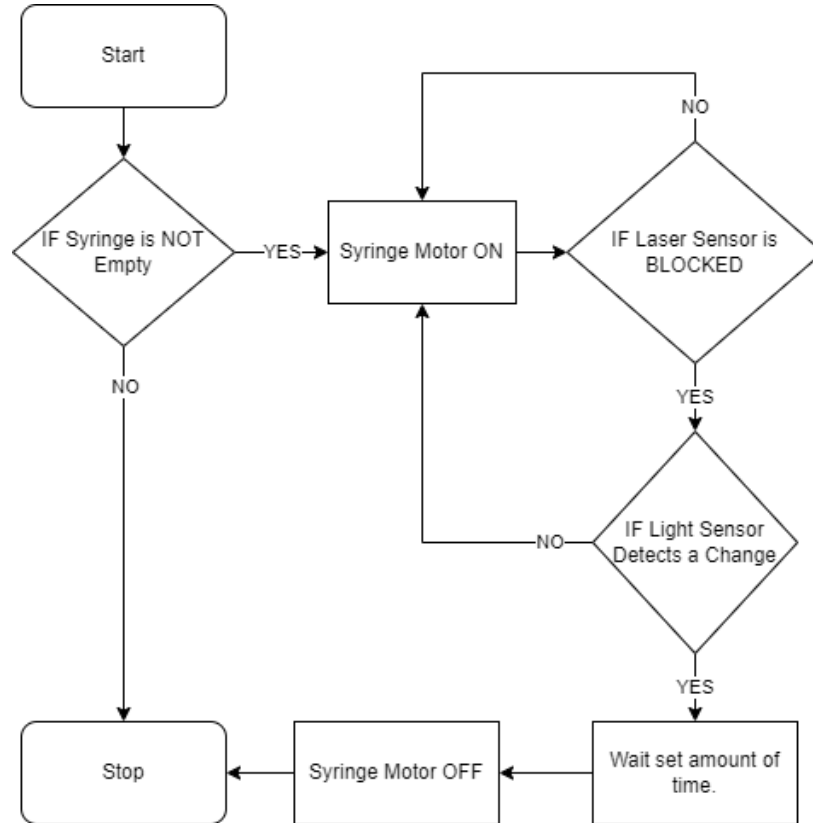 Start
NO
IF Syringe is NOT
Empty
YES
Syringe Motor ON
IF Laser Sensor is
BLOCKED
NO
YES
IF Light Sensor
Detects a Change
NO
YES
Stop
Syringe Motor OFF
Wait set amount of
time.